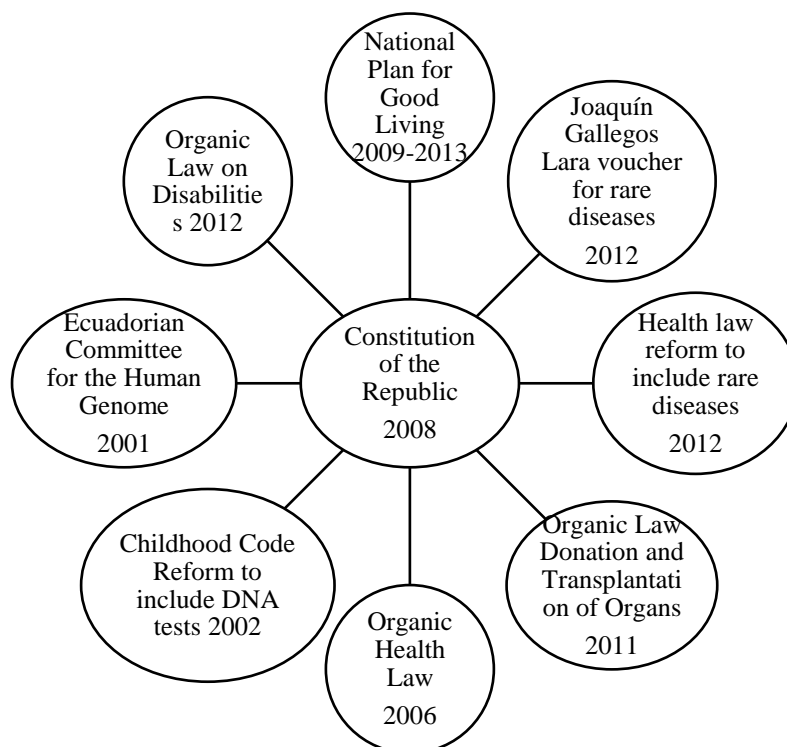 National
Plan for
Good
Living
2009-2013
Joaquín
Gallegos
Lara voucher
for rare
diseases
2012
Organic
Law on
Disabilitie
s 2012
Ecuadorian
Committee
for the Human
Genome
2001
Constitution
of the
Republic
2008
Health law
reform to
include rare
diseases
2012
Childhood Code
Reform to
include DNA
tests 2002
Organic
Health
Law
2006
Organic Law
Donation and
Transplantati
on of Organs
2011